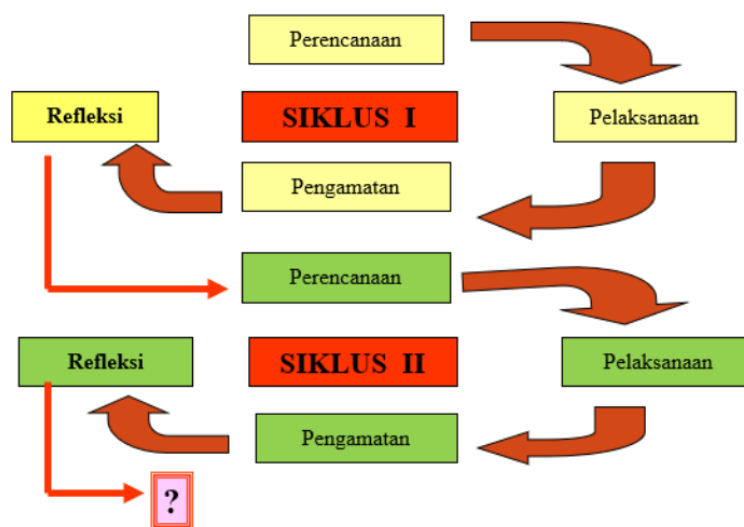 Perencanaan
Refleksi
SIKLUS I
Pelaksanaan
Pengamatan
Perencanaan
Refleksi
SIKLUS II
Pelaksanaan
Pengamatan
?